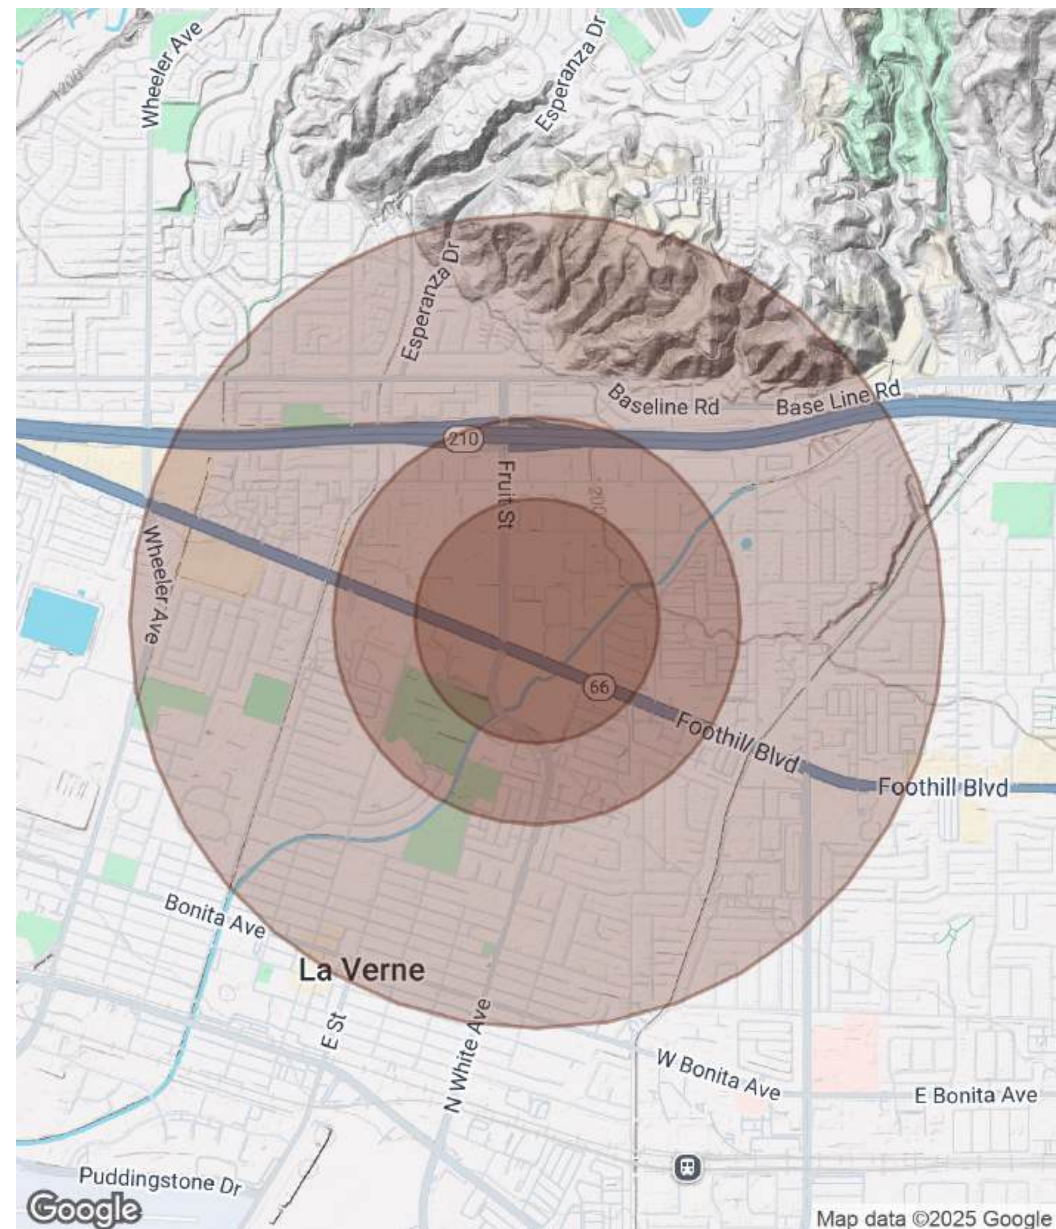 Wheeler Ave
1200
Esperanza Dr
Esperanza Dr
Baseline Rd
Base Line Rd
210
Fruit St
1200
Wheeler Ave
66
Foothill Blvd
Foothill Blvd
Bonita Ave
La Verne
E St
N White Ave
W Bonita Ave
E Bonita Ave
Puddingstone Dr
Google
Map data ©2025 Google